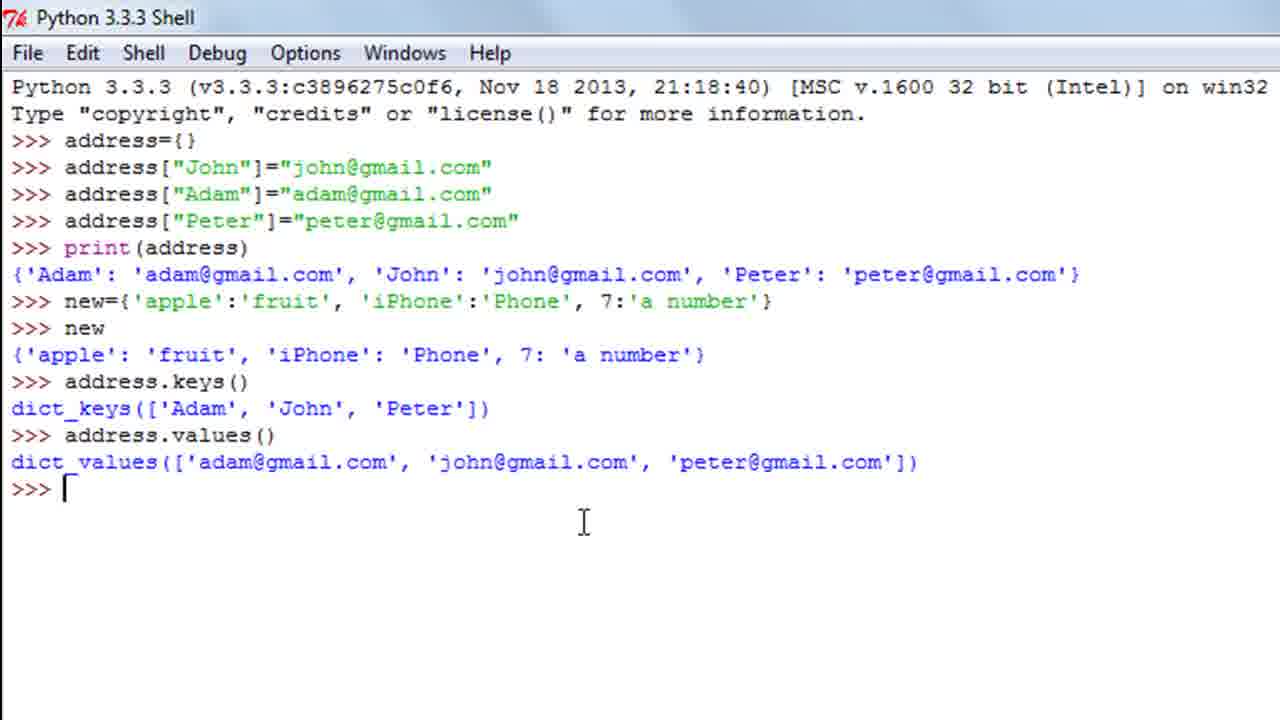 Python 3.3.3 Shell
File Edit Shell Debug Options Windows Help
Python 3.3.3 (v3.3.3:c3896275c0f6, Nov 18 2013, 21:18:40) [MSC v.1600 32 bit (Intel)] on win32
Type "copyright", "credits" or "license()" for more information.
>>> address={}
>>> address["John"]="john@gmail.com"
>>> address["Adam"]="adam@gmail.com"
>>> address["Peter"]="peter@gmail.com"
>>> print(address)
{'Adam': 'adam@gmail.com', 'John': 'john@gmail.com', 'Peter': 'peter@gmail.com'}
>>> new={'apple':'fruit', 'iPhone':'Phone', 7:'a number'}
>>> new
{'apple': 'fruit', 'iPhone': 'Phone', 7: 'a number'}
>>> address.keys()
dict_keys(['Adam', 'John', 'Peter'])
>>> address.values()
dict_values(['adam@gmail.com', 'john@gmail.com', 'peter@gmail.com'])
>>>